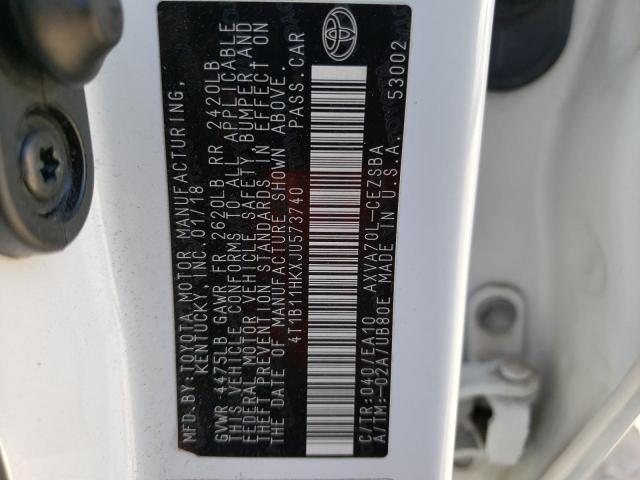 MFD. BY: TOYOTA MOTOR MANUFACTURING,
KENTUCKY, INC. 01/18
GVWR 4475LB GAWR FR 2620LB RR 2420LB
THIS VEHICLE CONFORMS TO ALL APPLICABLE
FEDERAL MOTOR VEHICLE SAFETY, BUMPER, AND
THEFT PREVENTION STANDARDS IN EFFECT ON
THE DATE OF MANUFACTURE SHOWN ABOVE.
4T1B11HKXJU573740 PASS.CAR
C/TR:040/EA10 AXVA70L-CEZSBA
A/TM:-02A/UB80E MADE IN U.S.A. 53002